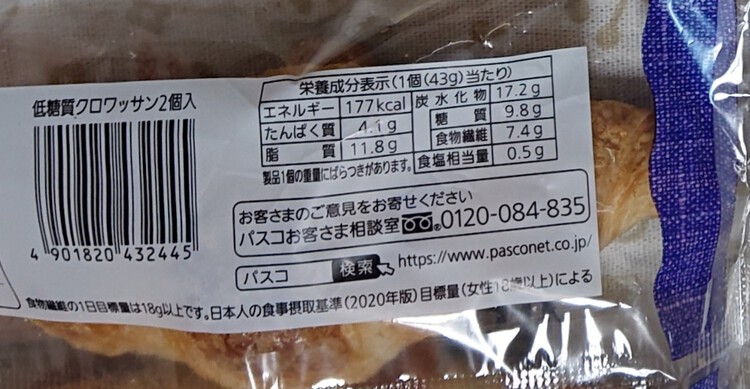 低糖質クロワッサン2個入
4 901820 432445
栄養成分表示(1個(43g)当たり)
エネルギー 177kcal
たんぱく質 4.1g
脂質 11.8g
炭水化物 17.2g
糖質 9.8g
食物繊維 7.4g
食塩相当量 0.5g
製品1個の重量にばらつきがあります。
お客さまのご意見をお寄せください
パスコお客さま相談室 0120-084-835
パスコ 検索 https://www.pasconet.co.jp/
食物繊維の1日目標量は18g以上です。日本人の食事摂取基準(2020年版)目標量(女性18歳以上)による